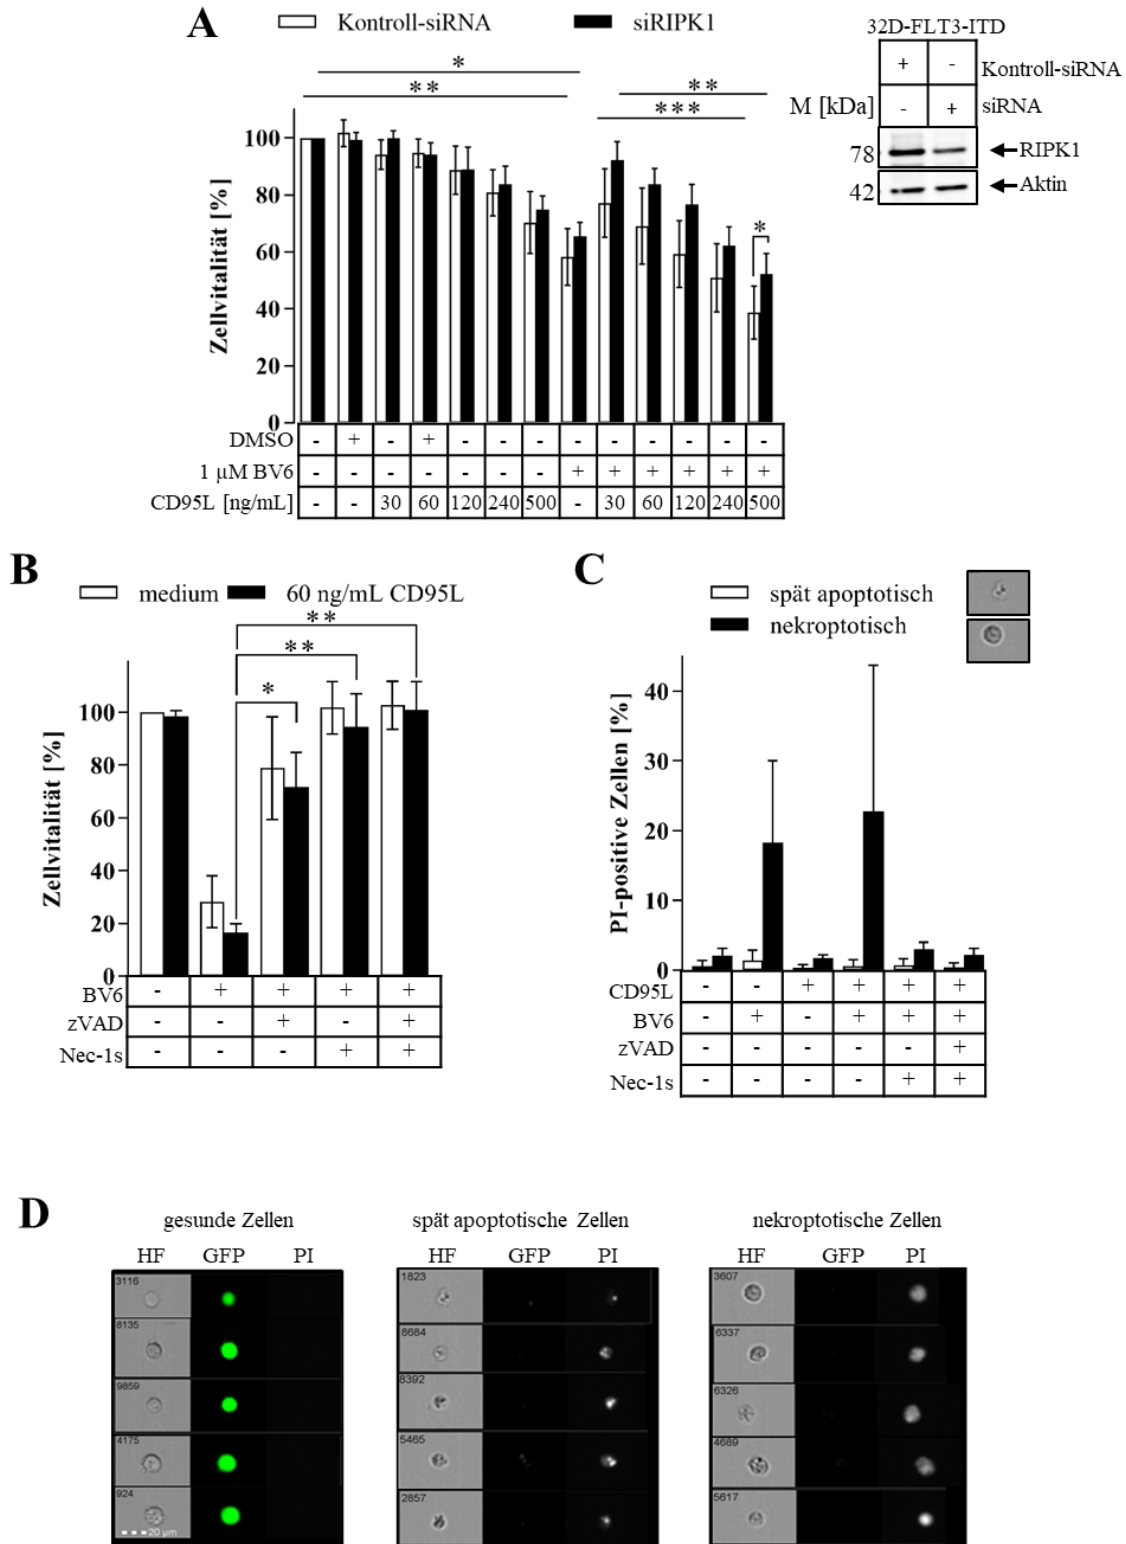 A
Kontroll-siRNA siRIPK1
* ** ** *** *
Zellvitalität [%]
100
80
60
40
20
0
DMSO - + - + - - - - - - - - -
1 µM BV6 - - - - - - - + + + + + +
CD95L [ng/mL] - - 30 60 120 240 500 - 30 60 120 240 500
32D-FLT3-ITD
+ - Kontroll-siRNA
M [kDa] - + siRNA
78 RIPK1
42 Aktin
B
medium 60 ng/mL CD95L
**
**
*
Zellvitalität [%]
100
80
60
40
20
0
BV6 - + + + +
zVAD - - + - +
Nec-1s - - - + +
C
spät apoptotisch
nekroptotisch
PI-positive Zellen [%]
40
30
20
10
0
CD95L - - + + + +
BV6 - + - + + +
zVAD - - - - - +
Nec-1s - - - - + +
D
gesunde Zellen
HF GFP PI
3116
8135
9859
4175
924
20 µm
spät apoptotische Zellen
HF GFP PI
1823
8684
8392
5465
2857
nekroptotische Zellen
HF GFP PI
3607
6337
6326
4689
5617